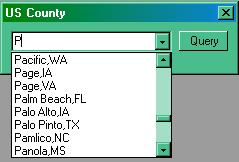 US County
P
Query
Pacific,WA
Page,IA
Page,VA
Palm Beach,FL
Palo Alto,IA
Palo Pinto,TX
Pamlico,NC
Panola,MS